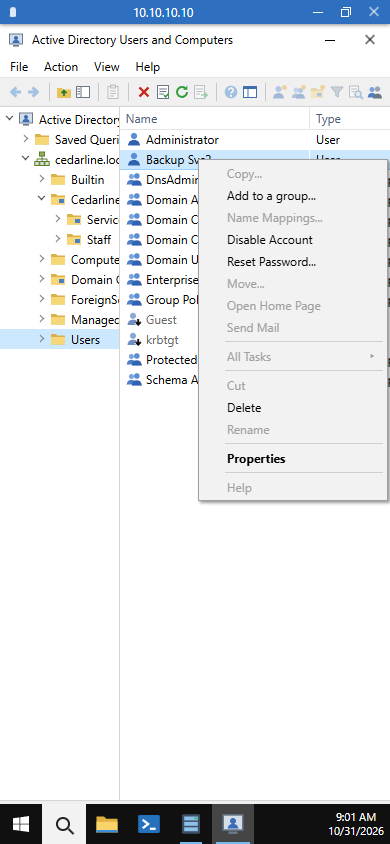 10.10.10.10
Active Directory Users and Computers
File Action View Help
Active Directory
Saved Queri
cedarline.loc
Builtin
Cedarline
Service
Staff
Compute
Domain C
ForeignSe
Managed
Users
Name Type
Administrator User
Backup Svc2 User
DnsAdmin
Domain A
Domain C
Domain C
Domain U
Enterprise
Group Pol
Guest
krbtgt
Protected
Schema A
Copy...
Add to a group...
Name Mappings...
Disable Account
Reset Password...
Move...
Open Home Page
Send Mail
All Tasks
Cut
Delete
Rename
Properties
Help
9:01 AM
10/31/2026